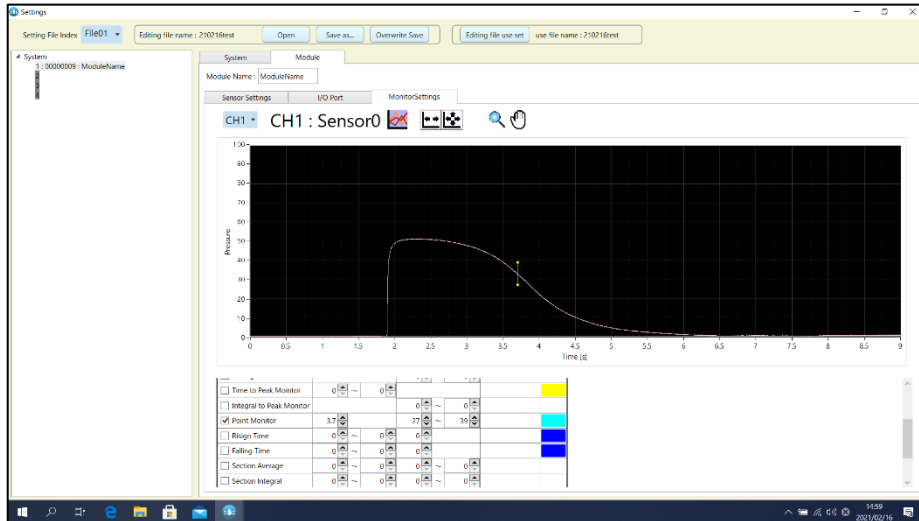 Settings
Setting File Index File01 Editing file name : 210216test Open Save as... Overwrite Save Editing file use set use file name : 210216test
System
1 : 00000009 : ModuleName
2
3
4
System Module
Module Name : ModuleName
Sensor Settings I/O Port MonitorSettings
CH1 CH1 : Sensor0
100
90
80
70
60
50
40
30
20
10
0
Pressure
0 0.5 1 1.5 2 2.5 3 3.5 4 4.5 5 5.5 6 6.5 7 7.5 8 8.5 9
Time [s]
Time to Peak Mointor 0 ~ 0
Integral to Peak Monitor 0 ~ 0
Point Monitor 3.7 27 ~ 39
Risign Time 0 ~ 0 0
Falling Time 0 ~ 0 0
Section Average 0 ~ 0 0 ~ 0
Section Integral 0 ~ 0 0 ~ 0
14:59
2021/02/16